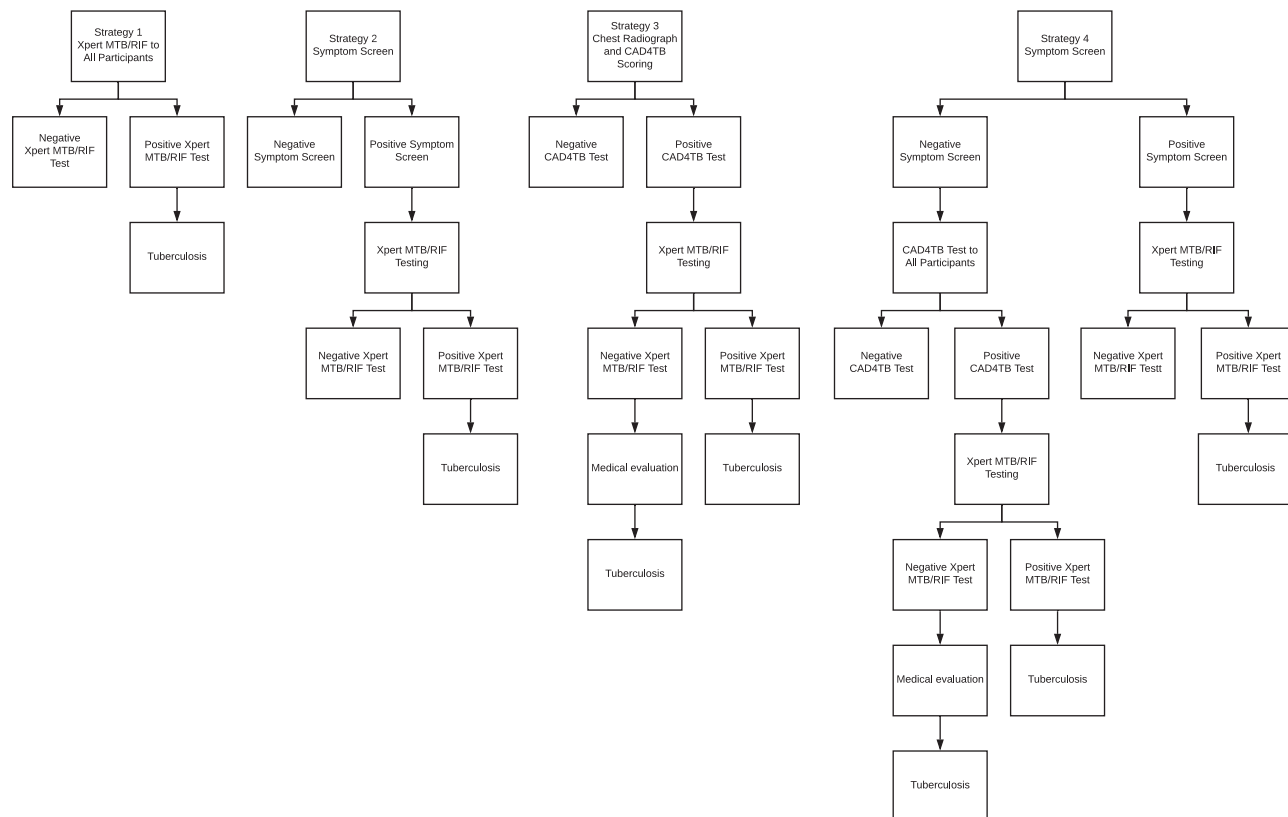 Strategy 1
Xpert MTB/RIF to
All Participants
Negative
Xpert MTB/RIF
Test
Positive Xpert
MTB/RIF Test
Tuberculosis
Strategy 2
Symptom Screen
Negative
Symptom Screen
Positive Symptom
Screen
Xpert MTB/RIF
Testing
Negative Xpert
MTB/RIF Test
Positive Xpert
MTB/RIF Test
Tuberculosis
Strategy 3
Chest Radiograph
and CAD4TB
Scoring
Negative
CAD4TB Test
Positive
CAD4TB Test
Xpert MTB/RIF
Testing
Negative Xpert
MTB/RIF Test
Positive Xpert
MTB/RIF Test
Medical evaluation
Tuberculosis
Tuberculosis
Strategy 4
Symptom Screen
Negative
Symptom Screen
Positive
Symptom Screen
CAD4TB Test to
All Participants
Xpert MTB/RIF
Testing
Negative
CAD4TB Test
Positive
CAD4TB Test
Negative Xpert
MTB/RIF Testt
Positive Xpert
MTB/RIF Test
Xpert MTB/RIF
Testing
Tuberculosis
Negative Xpert
MTB/RIF Test
Positive Xpert
MTB/RIF Test
Medical evaluation
Tuberculosis
Tuberculosis